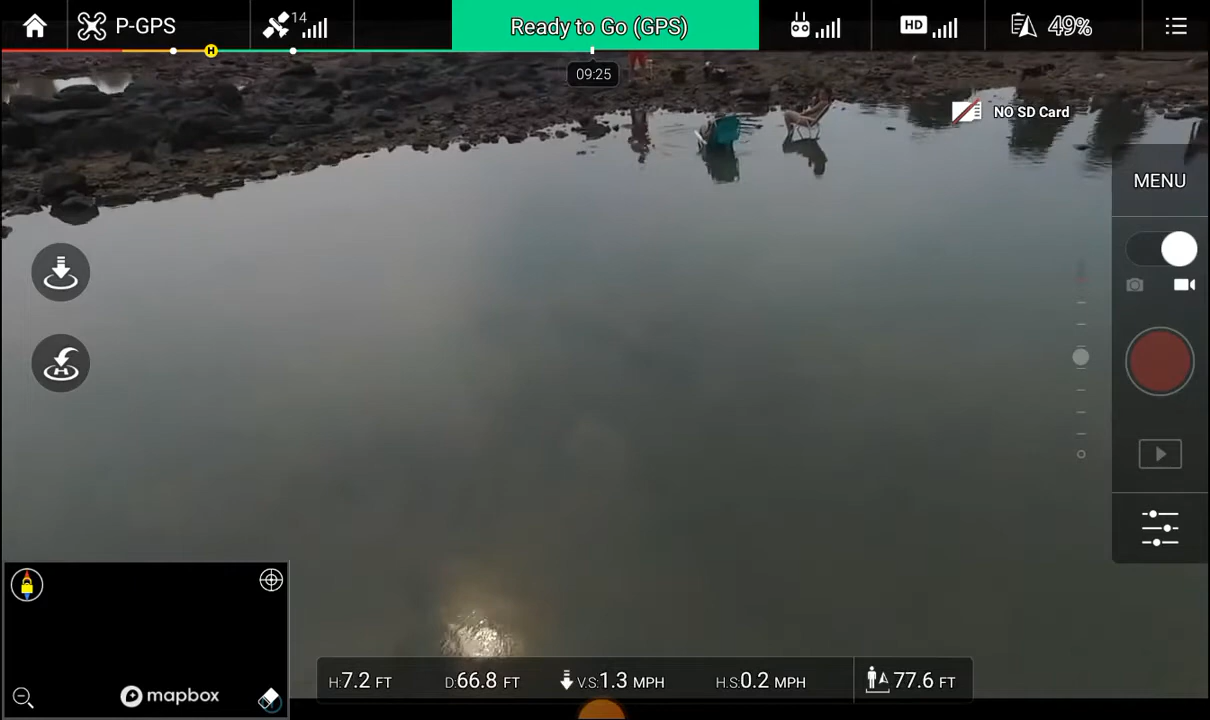 P-GPS
14
Ready to Go (GPS)
HD
49%
H
09:25
NO SD Card
MENU
mapbox
H:7.2 FT
D:66.8 FT
V.S:1.3 MPH
H.S:0.2 MPH
77.6 FT